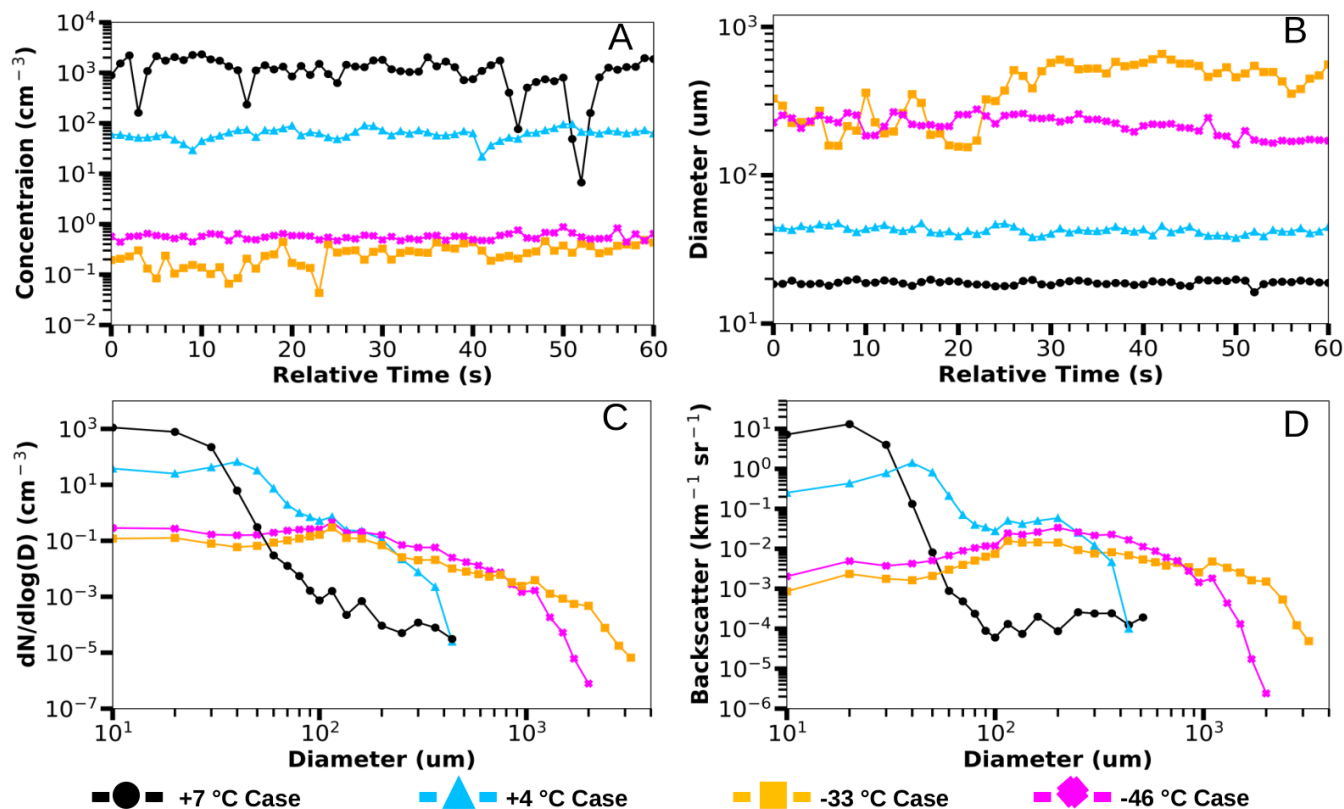 A
Concentraion (cm⁻³)
10⁴
10³
10²
10¹
10⁰
10⁻¹
10⁻²
0 10 20 30 40 50 60
Relative Time (s)
B
Diameter (um)
10³
10²
10¹
0 10 20 30 40 50 60
Relative Time (s)
C
dN/dlog(D) (cm⁻³)
10³
10¹
10⁻¹
10⁻³
10⁻⁵
10⁻⁷
10¹ 10² 10³
Diameter (um)
D
Backscatter (km⁻¹ sr⁻¹)
10¹
10⁰
10⁻¹
10⁻²
10⁻³
10⁻⁴
10⁻⁵
10⁻⁶
10¹ 10² 10³
Diameter (um)
+7 °C Case +4 °C Case -33 °C Case -46 °C Case